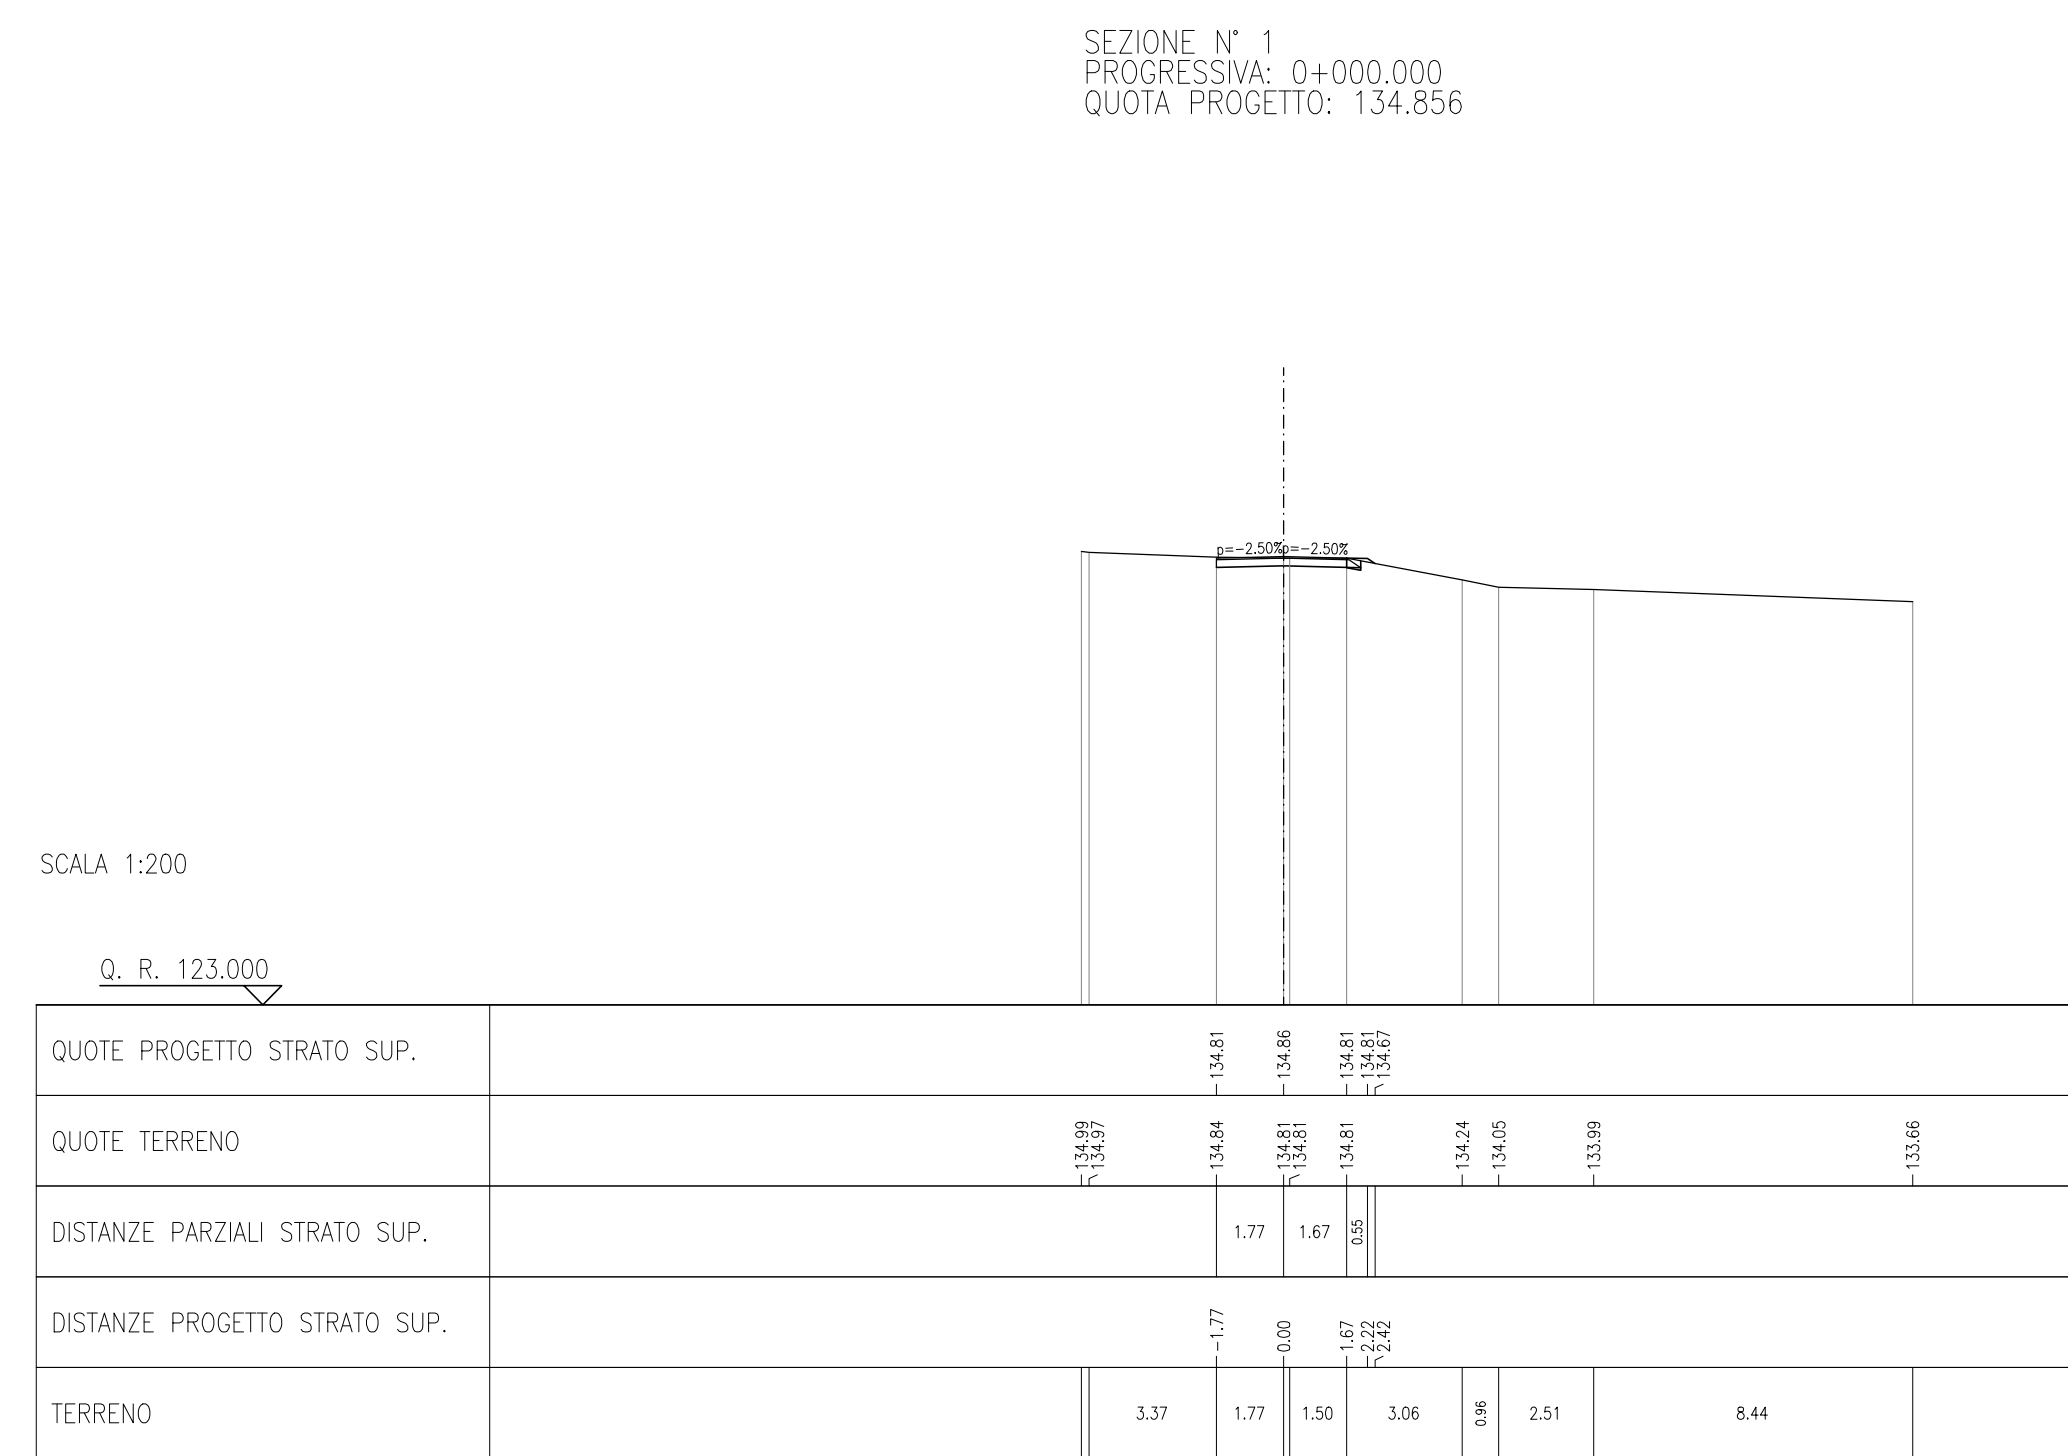 SEZIONE N° 1
PROGRESSIVA: 0+000.000
QUOTA PROGETTO: 134.856
p=-2.50% p=-2.50%
SCALA 1:200
Q. R. 123.000
QUOTE PROGETTO STRATO SUP. 134.81 134.86 134.81 134.81 134.67
QUOTE TERRENO 134.99 134.97 134.84 134.81 134.81 134.81 134.24 134.05 133.99 133.66
DISTANZE PARZIALI STRATO SUP. 1.77 1.67 0.55
DISTANZE PROGETTO STRATO SUP. -1.77 0.00 1.67 2.22 2.42
TERRENO 3.37 1.77 1.50 3.06 0.96 2.51 8.44